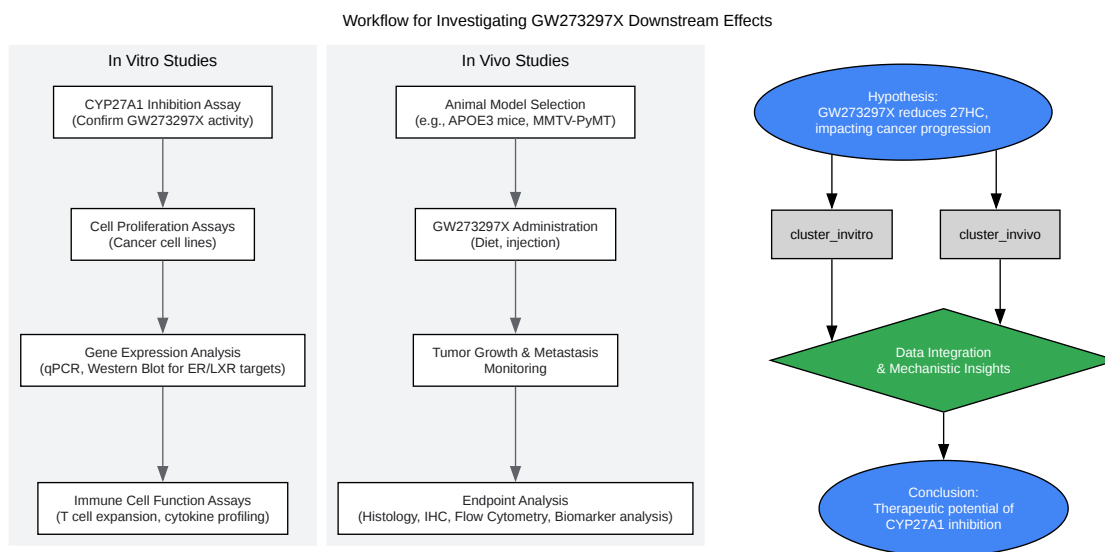 Workflow for Investigating GW273297X Downstream Effects
In Vitro Studies
CYP27A1 Inhibition Assay
(Confirm GW273297X activity)
Cell Proliferation Assays
(Cancer cell lines)
Gene Expression Analysis
(qPCR, Western Blot for ER/LXR targets)
Immune Cell Function Assays
(T cell expansion, cytokine profiling)
In Vivo Studies
Animal Model Selection
(e.g., APOE3 mice, MMTV-PyMT)
GW273297X Administration
(Diet, injection)
Tumor Growth & Metastasis
Monitoring
Endpoint Analysis
(Histology, IHC, Flow Cytometry, Biomarker analysis)
Hypothesis:
GW273297X reduces 27HC,
impacting cancer progression
cluster_invitro
cluster_invivo
Data Integration
& Mechanistic Insights
Conclusion:
Therapeutic potential of
CYP27A1 inhibition